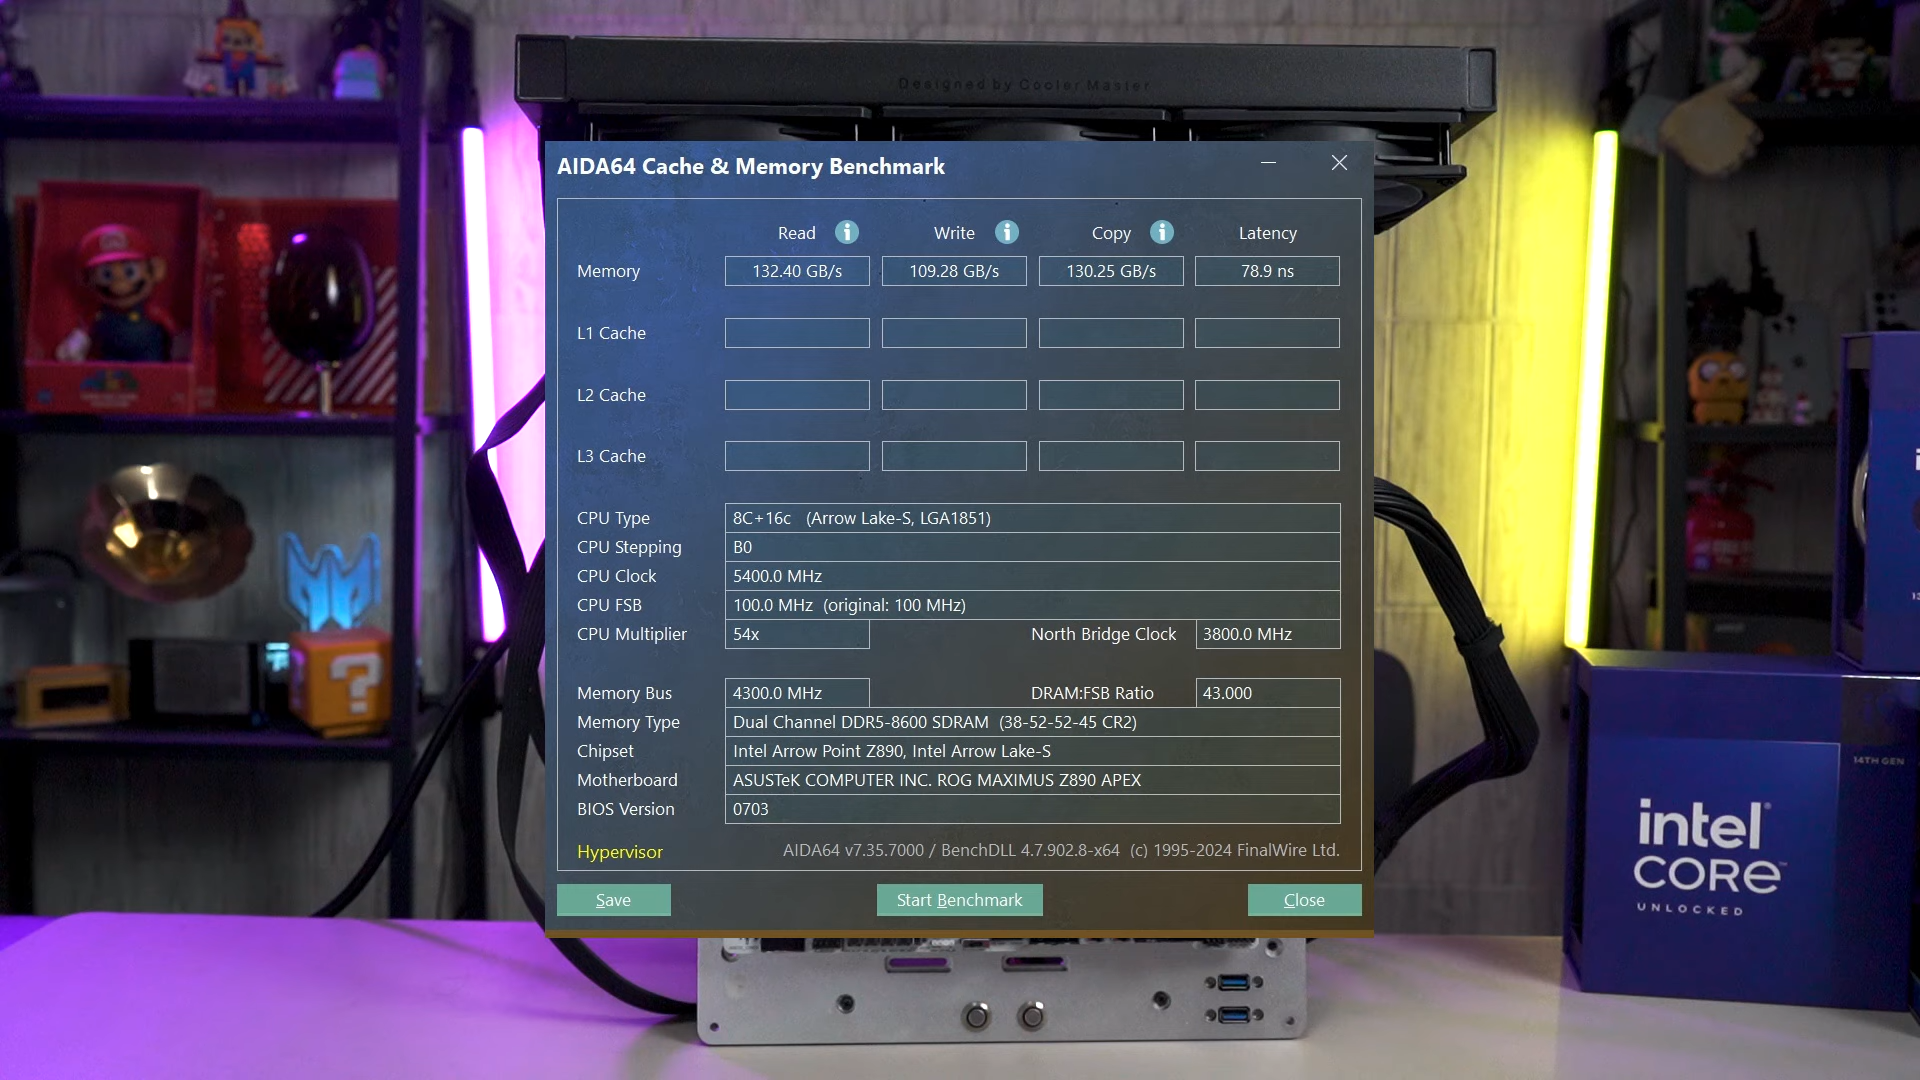 Designed by Cooler Master
AIDA64 Cache & Memory Benchmark
Read Write Copy Latency
Memory 132.40 GB/s 109.28 GB/s 130.25 GB/s 78.9 ns
L1 Cache
L2 Cache
L3 Cache
CPU Type 8C+16c (Arrow Lake-S, LGA1851)
CPU Stepping B0
CPU Clock 5400.0 MHz
CPU FSB 100.0 MHz (original: 100 MHz)
CPU Multiplier 54x North Bridge Clock 3800.0 MHz
Memory Bus 4300.0 MHz DRAM:FSB Ratio 43.000
Memory Type Dual Channel DDR5-8600 SDRAM (38-52-52-45 CR2)
Chipset Intel Arrow Point Z890, Intel Arrow Lake-S
Motherboard ASUSTeK COMPUTER INC. ROG MAXIMUS Z890 APEX
BIOS Version 0703
Hypervisor AIDA64 v7.35.7000 / BenchDLL 4.7.902.8-x64 (c) 1995-2024 FinalWire Ltd.
Save Start Benchmark Close
14TH GEN
intel
CORE
UNLOCKED